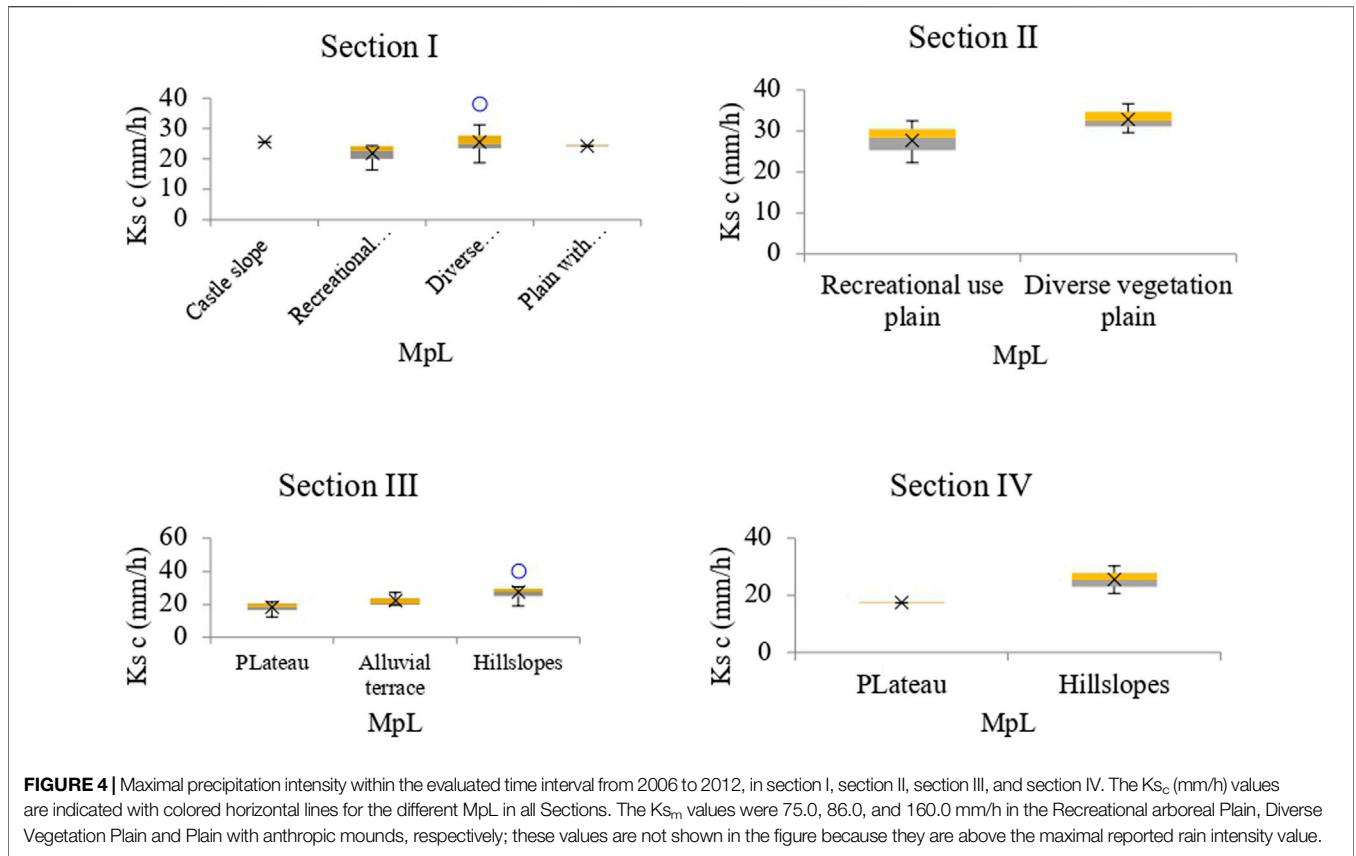 Section I
40
30
20
10
0
Ks c (mm/h)
Castle slope
Recreational…
Diverse…
Plain with…
MpL
Section II
40
30
20
10
0
Ks c (mm/h)
Recreational use
plain
Diverse vegetation
plain
MpL
Section III
60
40
20
0
Ks c (mm/h)
PLateau
Alluvial
terrace
Hillslopes
MpL
Section IV
40
20
0
Ks c (mm/h)
PLateau
Hillslopes
MpL
FIGURE 4 | Maximal precipitation intensity within the evaluated time interval from 2006 to 2012, in section I, section II, section III, and section IV. The Ksc (mm/h) values
are indicated with colored horizontal lines for the different MpL in all Sections. The Ksm values were 75.0, 86.0, and 160.0 mm/h in the Recreational arboreal Plain, Diverse
Vegetation Plain and Plain with anthropic mounds, respectively; these values are not shown in the figure because they are above the maximal reported rain intensity value.